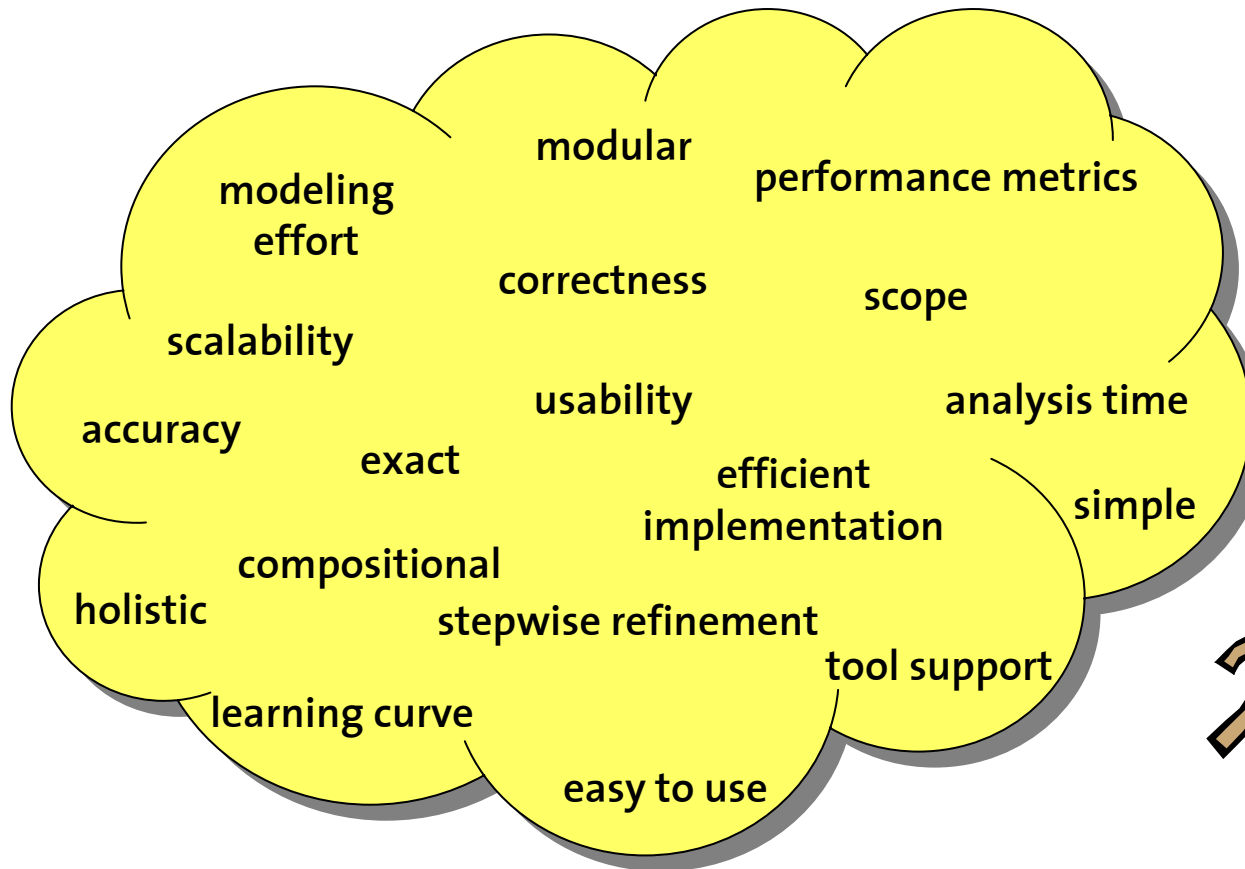 modular
performance metrics
modeling
effort
correctness
scope
scalability
usability
analysis time
accuracy
exact
efficient
implementation
simple
compositional
holistic
stepwise refinement
tool support
learning curve
easy to use